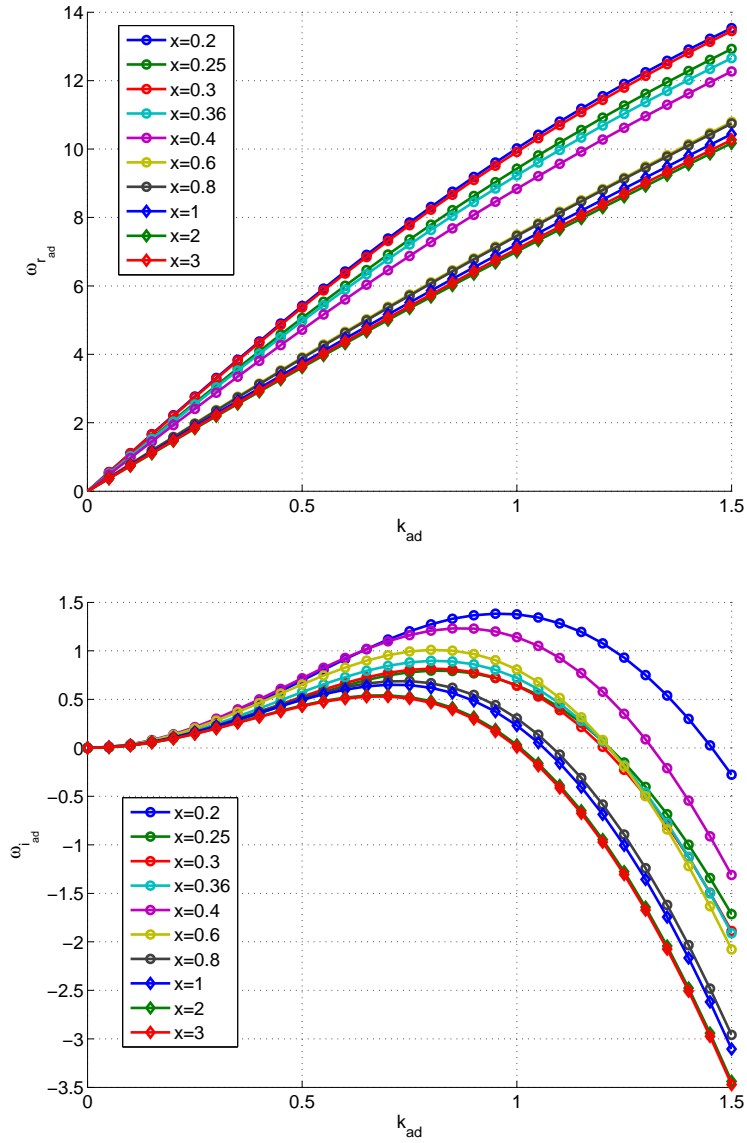 14
12
10
8
6
4
2
0
ω_r_ad
x=0.2
x=0.25
x=0.3
x=0.36
x=0.4
x=0.6
x=0.8
x=1
x=2
x=3
0
0.5
1
1.5
k_ad
1.5
1
0.5
0
−0.5
−1
−1.5
−2
−2.5
−3
−3.5
ω_i_ad
x=0.2
x=0.25
x=0.3
x=0.36
x=0.4
x=0.6
x=0.8
x=1
x=2
x=3
0
0.5
1
1.5
k_ad